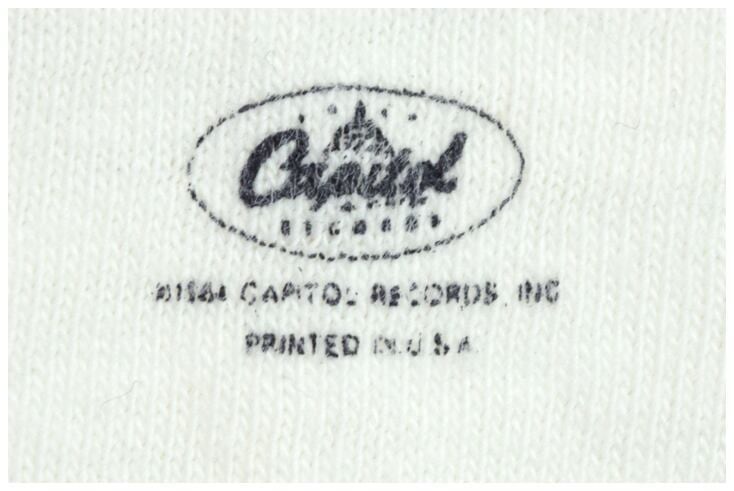 Capitol
RECORDS
©1984 CAPITOL RECORDS, INC
PRINTED IN U.S.A.